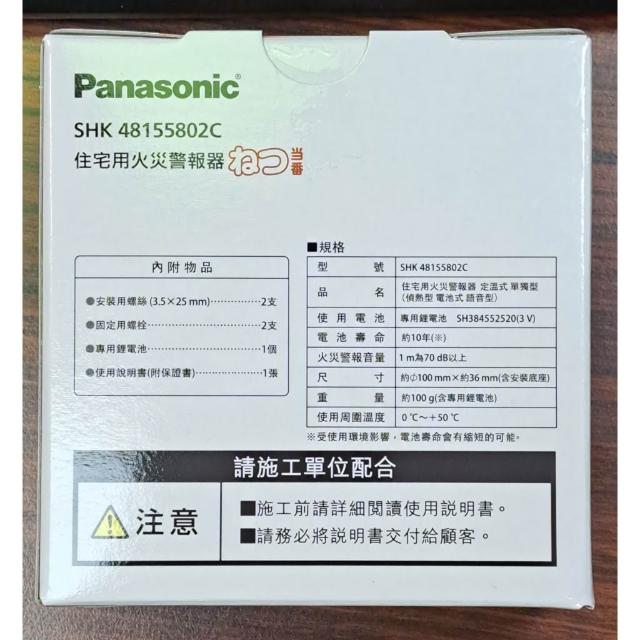 Panasonic®
SHK 48155802C
住宅用火災警報器 ねつ当番
內附物品
●安裝用螺絲 (3.5×25 mm)⋯⋯⋯⋯⋯2支
●固定用螺栓⋯⋯⋯⋯⋯⋯⋯⋯⋯2支
●專用鋰電池⋯⋯⋯⋯⋯⋯⋯⋯⋯1個
●使用說明書(附保證書)⋯⋯⋯⋯⋯1張
■規格
型號 SHK 48155802C
品名 住宅用火災警報器 定溫式 單獨型
(偵熱型 電池式 語音型)
使用電池 專用鋰電池 SH384552520(3 V)
電池壽命 約10年(※)
火災警報音量 1 m為70 dB以上
尺寸 約∅100 mm×約36 mm(含安裝底座)
重量 約100 g(含專用鋰電池)
使用周圍溫度 0 ℃～+50 ℃
※受使用環境影響，電池壽命會有縮短的可能。
請施工單位配合
注意
■施工前請詳細閱讀使用説明書。
■請務必將説明書交付給顧客。